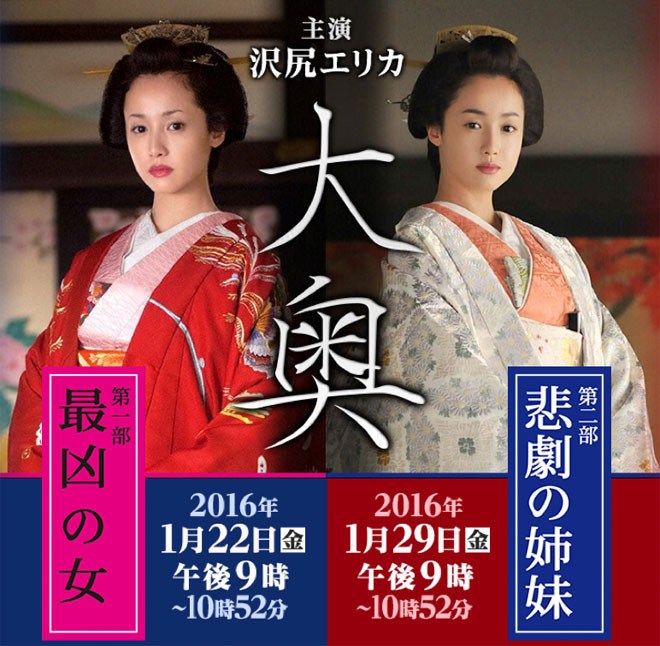 主演
沢尻エリカ
大奥
第一部
最凶の女
2016年
1月22日金
午後9時
~10時52分
第二部
悲劇の姉妹
2016年
1月29日金
午後9時
~10時52分